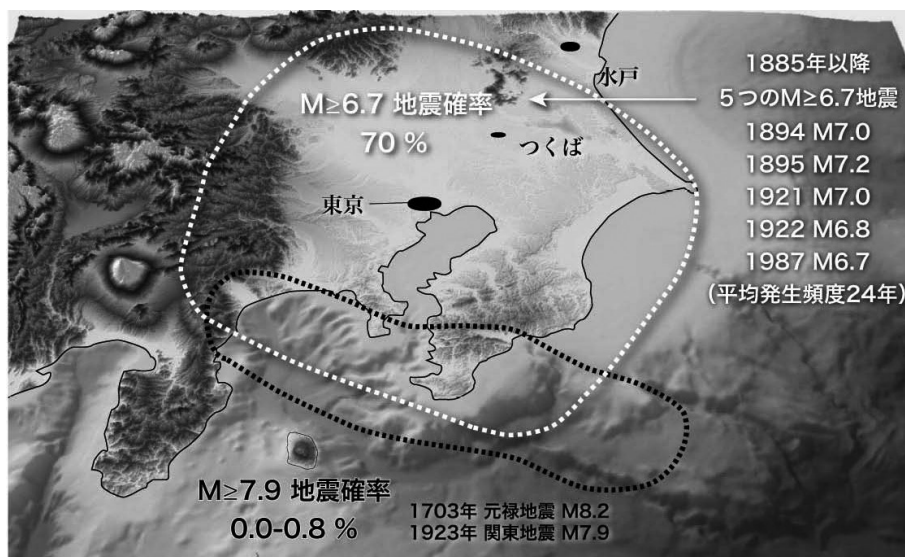 M≥6.7 地震確率
70 %
水戸
つくば
東京
1885年以降
５つのM≥6.7地震
1894 M7.0
1895 M7.2
1921 M7.0
1922 M6.8
1987 M6.7
(平均発生頻度24年)
M≥7.9 地震確率
0.0-0.8 %
1703年 元禄地震 M8.2
1923年 関東地震 M7.9